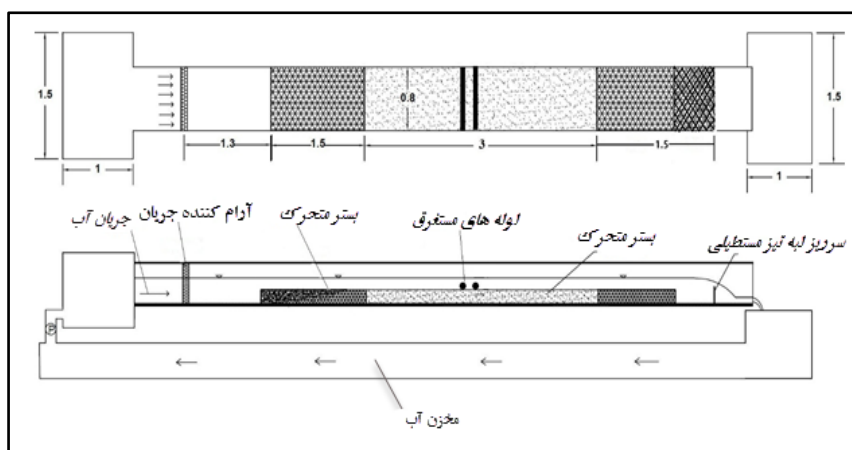 1.5
0.8
1.5
1.3
1.5
3
1.5
1
1
جریان آب
آرام کننده جریان
بستر متحرک
لوله های مستغرق
بستر متحرک
سرریز لبه تیز مستطیلی
مخزن آب